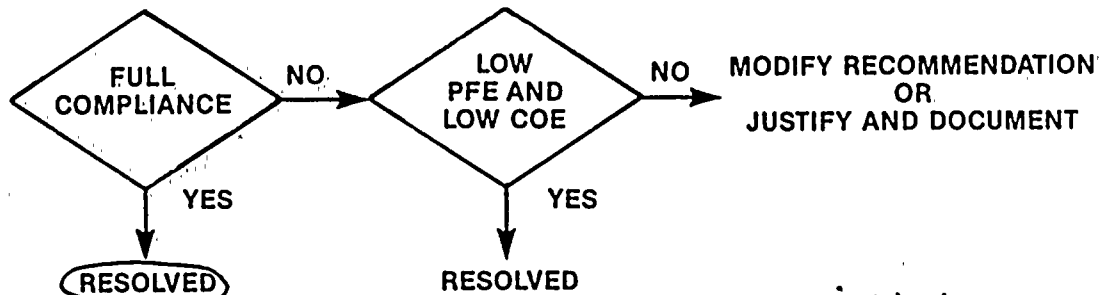 FULL
COMPLIANCE
NO
YES
RESOLVED
LOW
PFE AND
LOW COE
NO
YES
RESOLVED
MODIFY RECOMMENDATION
OR
JUSTIFY AND DOCUMENT